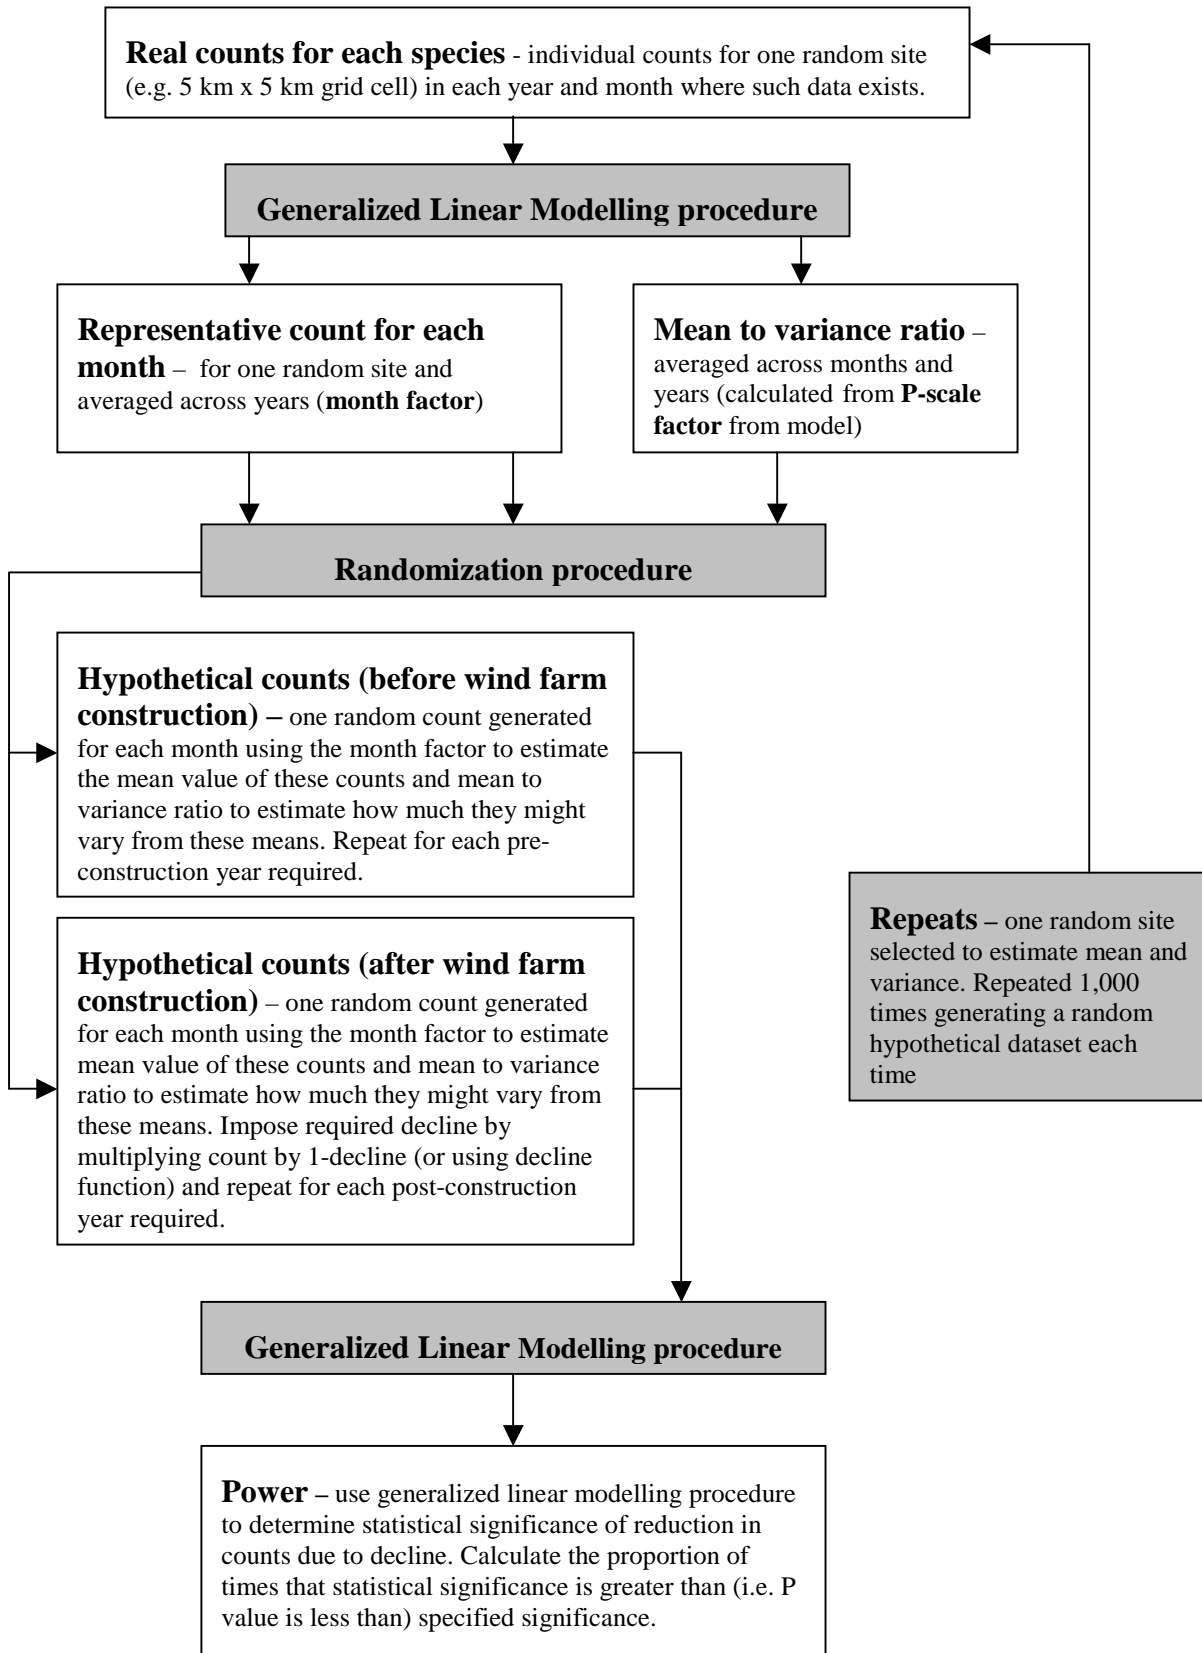 Real counts for each species - individual counts for one random site
(e.g. 5 km x 5 km grid cell) in each year and month where such data exists.
Generalized Linear Modelling procedure
Representative count for each
month – for one random site and
averaged across years (month factor)
Mean to variance ratio –
averaged across months and
years (calculated from P-scale
factor from model)
Randomization procedure
Hypothetical counts (before wind farm
construction) – one random count generated
for each month using the month factor to estimate
the mean value of these counts and mean to
variance ratio to estimate how much they might
vary from these means. Repeat for each pre-
construction year required.
Hypothetical counts (after wind farm
construction) – one random count generated
for each month using the month factor to estimate
mean value of these counts and mean to variance
ratio to estimate how much they might vary from
these means. Impose required decline by
multiplying count by 1-decline (or using decline
function) and repeat for each post-construction
year required.
Repeats – one random site
selected to estimate mean and
variance. Repeated 1,000
times generating a random
hypothetical dataset each
time
Generalized Linear Modelling procedure
Power – use generalized linear modelling procedure
to determine statistical significance of reduction in
counts due to decline. Calculate the proportion of
times that statistical significance is greater than (i.e. P
value is less than) specified significance.